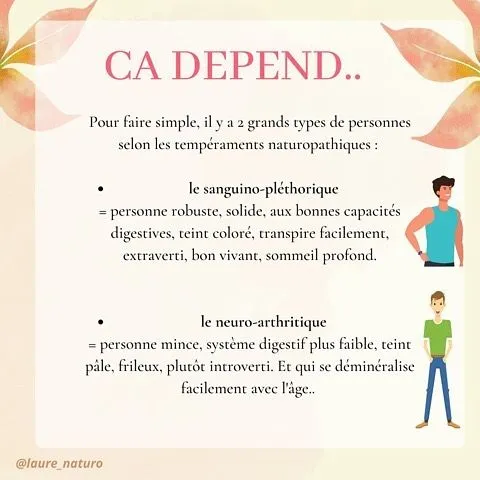 CA DEPEND..
Pour faire simple, il y a 2 grands types de personnes
selon les tempéraments naturopathiques :
• le sanguino-pléthorique
= personne robuste, solide, aux bonnes capacités
digestives, teint coloré, transpire facilement,
extraverti, bon vivant, sommeil profond.
• le neuro-arthritique
= personne mince, système digestif plus faible, teint
pâle, frileux, plutôt introverti. Et qui se déminéralise
facilement avec l'âge..
@laure_naturo